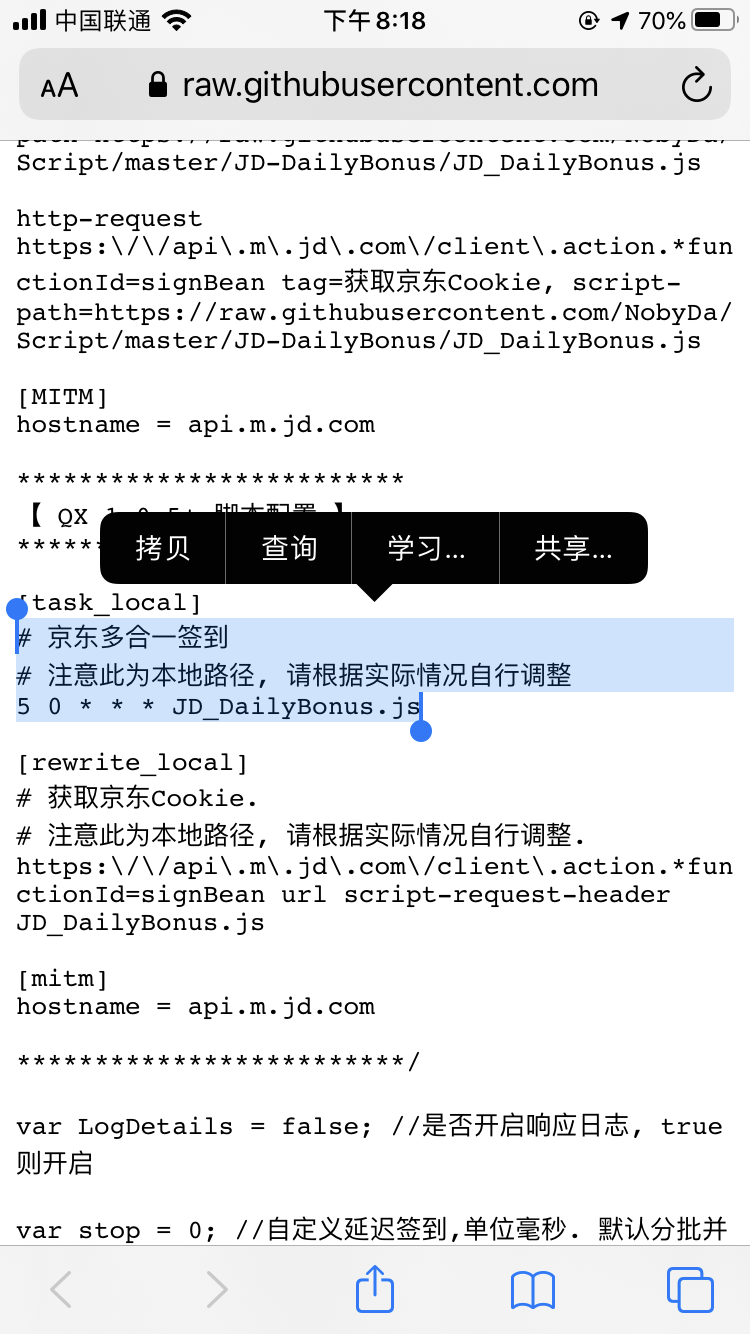 中国联通 下午8:18 70%
AA raw.githubusercontent.com
Script/master/JD-DailyBonus/JD_DailyBonus.js
http-request
https:\/\/api\.m\.jd\.com\/client\.action.*fun
ctionId=signBean tag=获取京东Cookie, script-
path=https://raw.githubusercontent.com/NobyDa/
Script/master/JD-DailyBonus/JD_DailyBonus.js
[MITM]
hostname = api.m.jd.com
*************************
【 QX
拷贝 查询 学习... 共享...
[task_local]
# 京东多合一签到
# 注意此为本地路径, 请根据实际情况自行调整
5 0 * * * JD_DailyBonus.js
[rewrite_local]
# 获取京东Cookie.
# 注意此为本地路径, 请根据实际情况自行调整.
https:\/\/api\.m\.jd\.com\/client\.action.*fun
ctionId=signBean url script-request-header
JD_DailyBonus.js
[mitm]
hostname = api.m.jd.com
*************************/
var LogDetails = false; //是否开启响应日志, true
则开启
var stop = 0; //自定义延迟签到,单位毫秒. 默认分批并